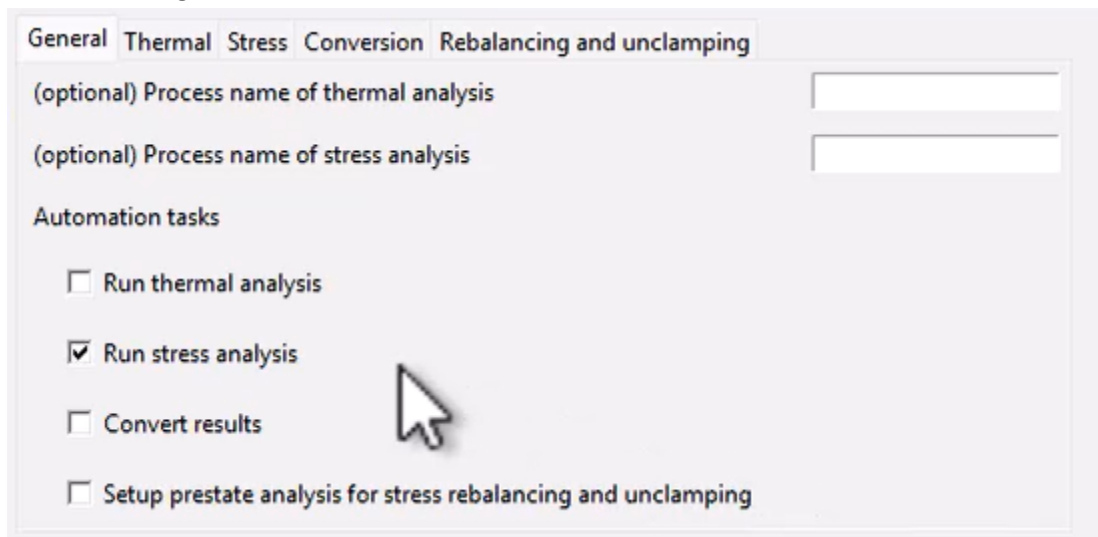 General Thermal Stress Conversion Rebalancing and unclamping
(optional) Process name of thermal analysis
(optional) Process name of stress analysis
Automation tasks
Run thermal analysis
Run stress analysis
Convert results
Setup prestate analysis for stress rebalancing and unclamping